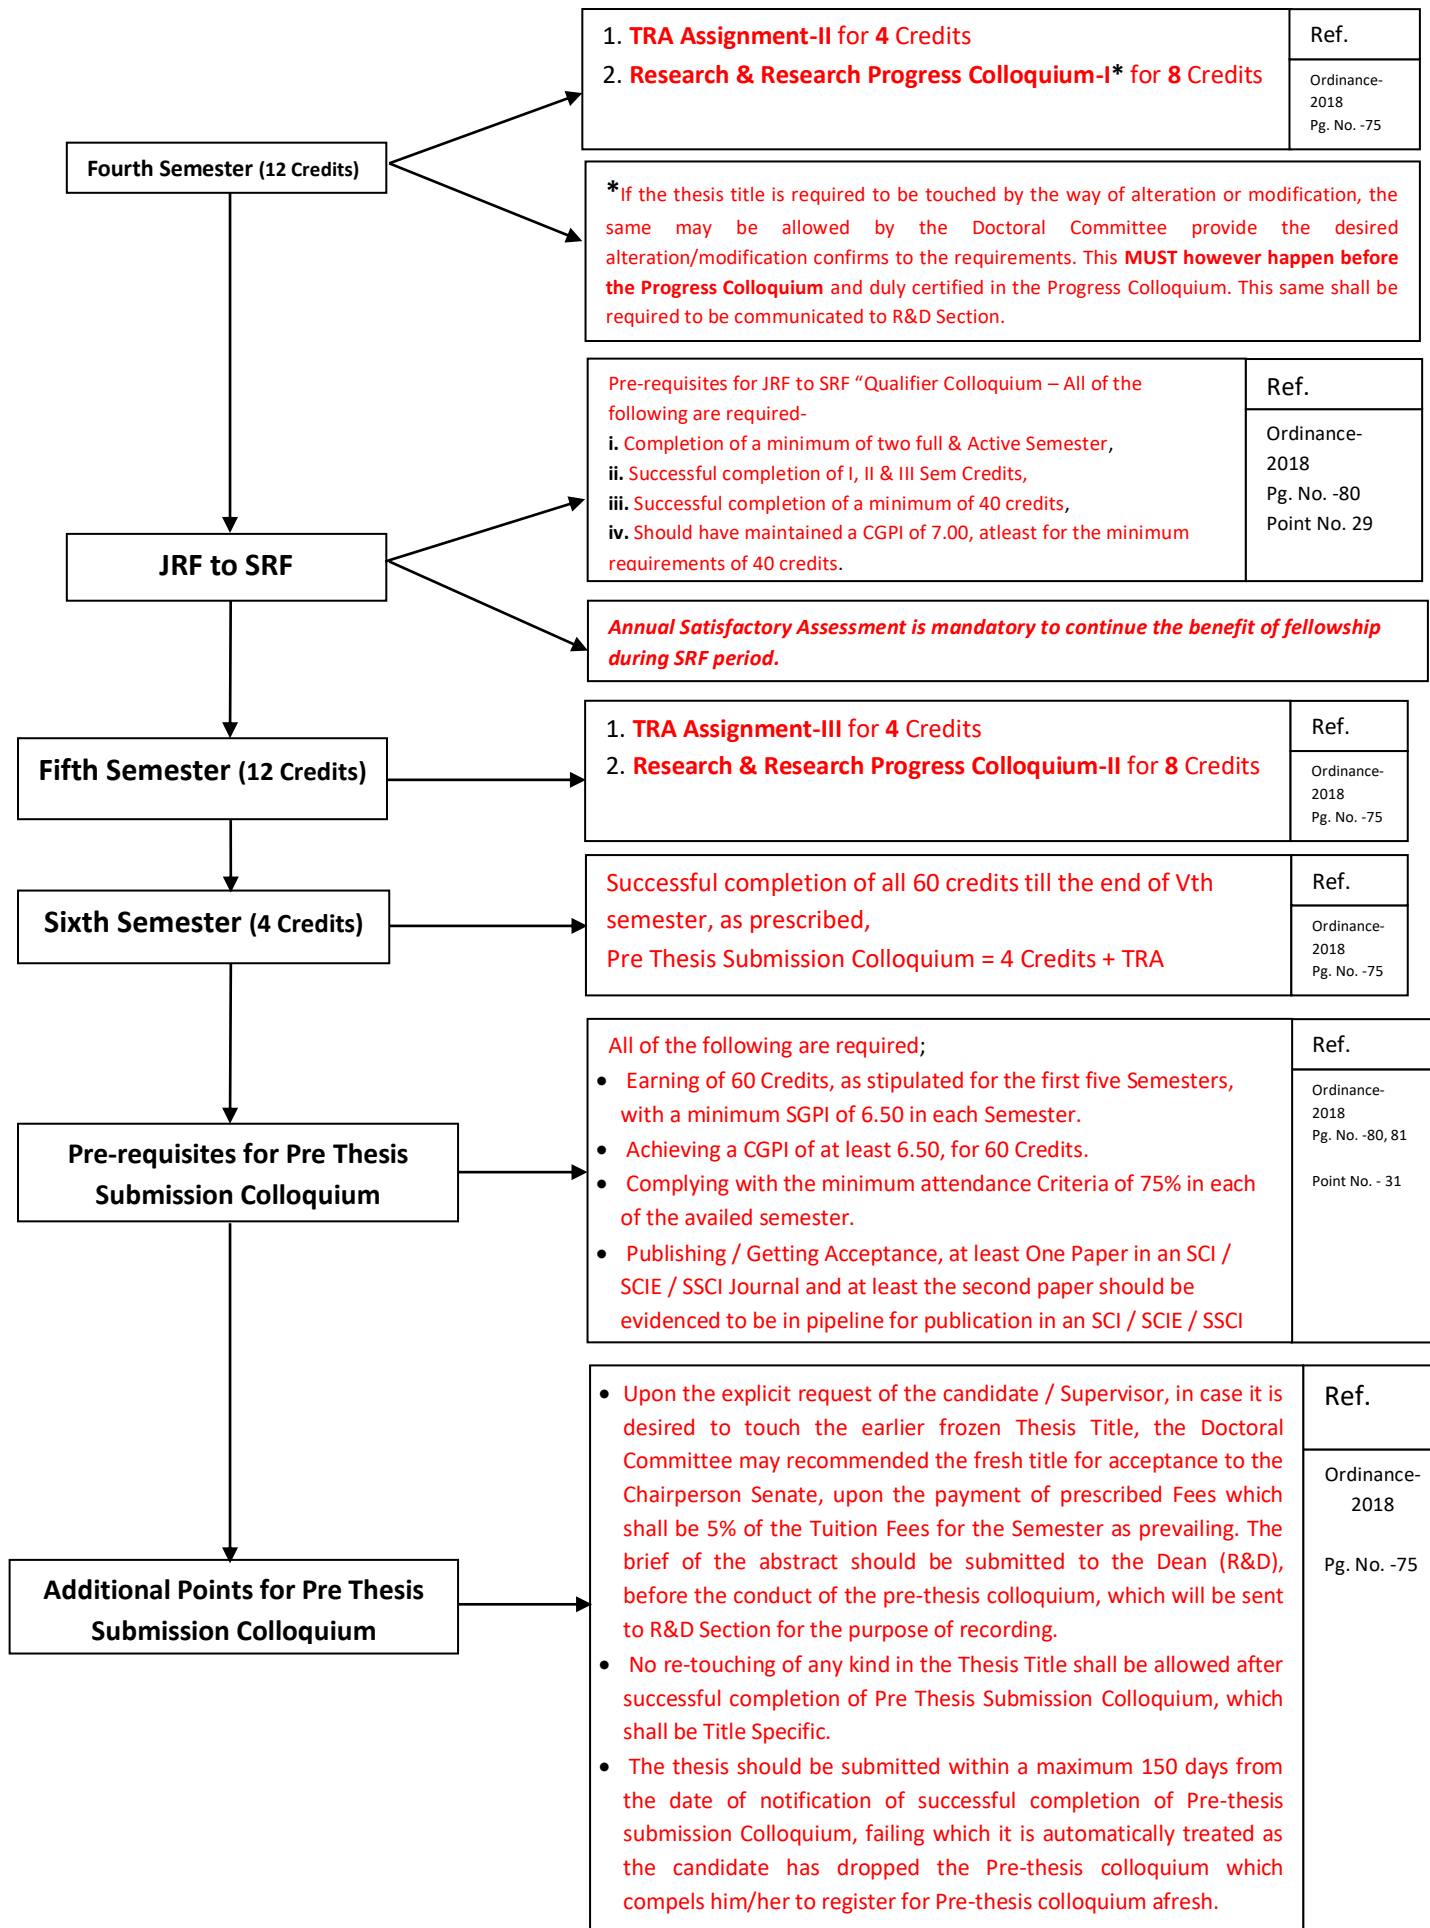 1. TRA Assignment-II for 4 Credits
2. Research & Research Progress Colloquium-I* for 8 Credits
Ref.
Ordinance-
2018
Pg. No. -75
Fourth Semester (12 Credits)
*If the thesis title is required to be touched by the way of alteration or modification, the
same may be allowed by the Doctoral Committee provide the desired
alteration/modification confirms to the requirements. This MUST however happen before
the Progress Colloquium and duly certified in the Progress Colloquium. This same shall be
required to be communicated to R&D Section.
Pre-requisites for JRF to SRF “Qualifier Colloquium – All of the
following are required-
i. Completion of a minimum of two full & Active Semester,
ii. Successful completion of I, II & III Sem Credits,
iii. Successful completion of a minimum of 40 credits,
iv. Should have maintained a CGPI of 7.00, atleast for the minimum
requirements of 40 credits.
Ref.
Ordinance-
2018
Pg. No. -80
Point No. 29
JRF to SRF
Annual Satisfactory Assessment is mandatory to continue the benefit of fellowship
during SRF period.
1. TRA Assignment-III for 4 Credits
2. Research & Research Progress Colloquium-II for 8 Credits
Ref.
Ordinance-
2018
Pg. No. -75
Fifth Semester (12 Credits)
Successful completion of all 60 credits till the end of Vth
semester, as prescribed,
Pre Thesis Submission Colloquium = 4 Credits + TRA
Ref.
Ordinance-
2018
Pg. No. -75
Sixth Semester (4 Credits)
All of the following are required;
• Earning of 60 Credits, as stipulated for the first five Semesters,
with a minimum SGPI of 6.50 in each Semester.
• Achieving a CGPI of at least 6.50, for 60 Credits.
• Complying with the minimum attendance Criteria of 75% in each
of the availed semester.
• Publishing / Getting Acceptance, at least One Paper in an SCI /
SCIE / SSCI Journal and at least the second paper should be
evidenced to be in pipeline for publication in an SCI / SCIE / SSCI
Ref.
Ordinance-
2018
Pg. No. -80, 81
Point No. - 31
Pre-requisites for Pre Thesis
Submission Colloquium
• Upon the explicit request of the candidate / Supervisor, in case it is
desired to touch the earlier frozen Thesis Title, the Doctoral
Committee may recommended the fresh title for acceptance to the
Chairperson Senate, upon the payment of prescribed Fees which
shall be 5% of the Tuition Fees for the Semester as prevailing. The
brief of the abstract should be submitted to the Dean (R&D),
before the conduct of the pre-thesis colloquium, which will be sent
to R&D Section for the purpose of recording.
• No re-touching of any kind in the Thesis Title shall be allowed after
successful completion of Pre Thesis Submission Colloquium, which
shall be Title Specific.
• The thesis should be submitted within a maximum 150 days from
the date of notification of successful completion of Pre-thesis
submission Colloquium, failing which it is automatically treated as
the candidate has dropped the Pre-thesis colloquium which
compels him/her to register for Pre-thesis colloquium afresh.
Ref.
Ordinance-
2018
Pg. No. -75
Additional Points for Pre Thesis
Submission Colloquium